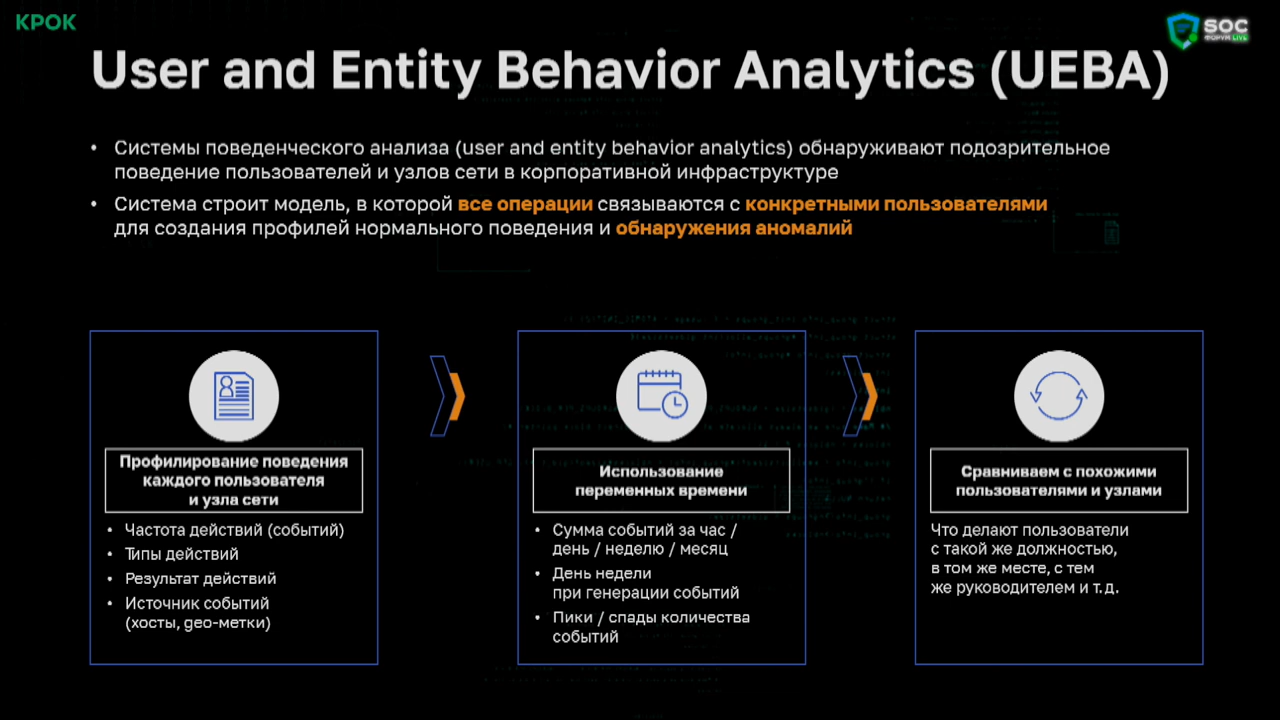 КРОК
SOC
ФОРУМ LIVE
User and Entity Behavior Analytics (UEBA)
• Системы поведенческого анализа (user and entity behavior analytics) обнаруживают подозрительное
поведение пользователей и узлов сети в корпоративной инфраструктуре
• Система строит модель, в которой все операции связываются с конкретными пользователями
для создания профилей нормального поведения и обнаружения аномалий
Профилирование поведения
каждого пользователя
и узла сети
• Частота действий (событий)
• Типы действий
• Результат действий
• Источник событий
(хосты, geo-метки)
Использование
переменных времени
• Сумма событий за час /
день / неделю / месяц
• День недели
при генерации событий
• Пики / спады количества
событий
Сравниваем с похожими
пользователями и узлами
Что делают пользователи
с такой же должностью,
в том же месте, с тем
же руководителем и т.д.